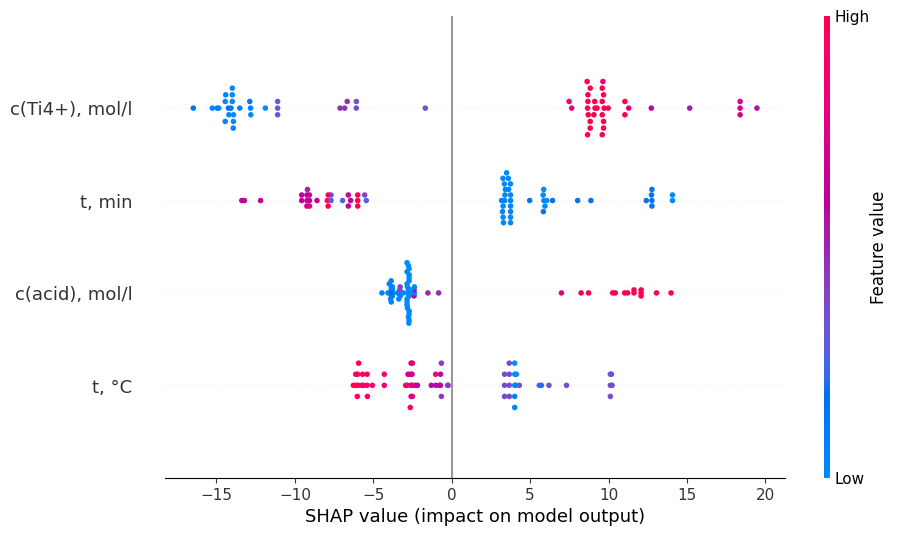 High
c(Ti4+), mol/l
t, min
c(acid), mol/l
t, °C
Feature value
Low
−15 −10 −5 0 5 10 15 20
SHAP value (impact on model output)